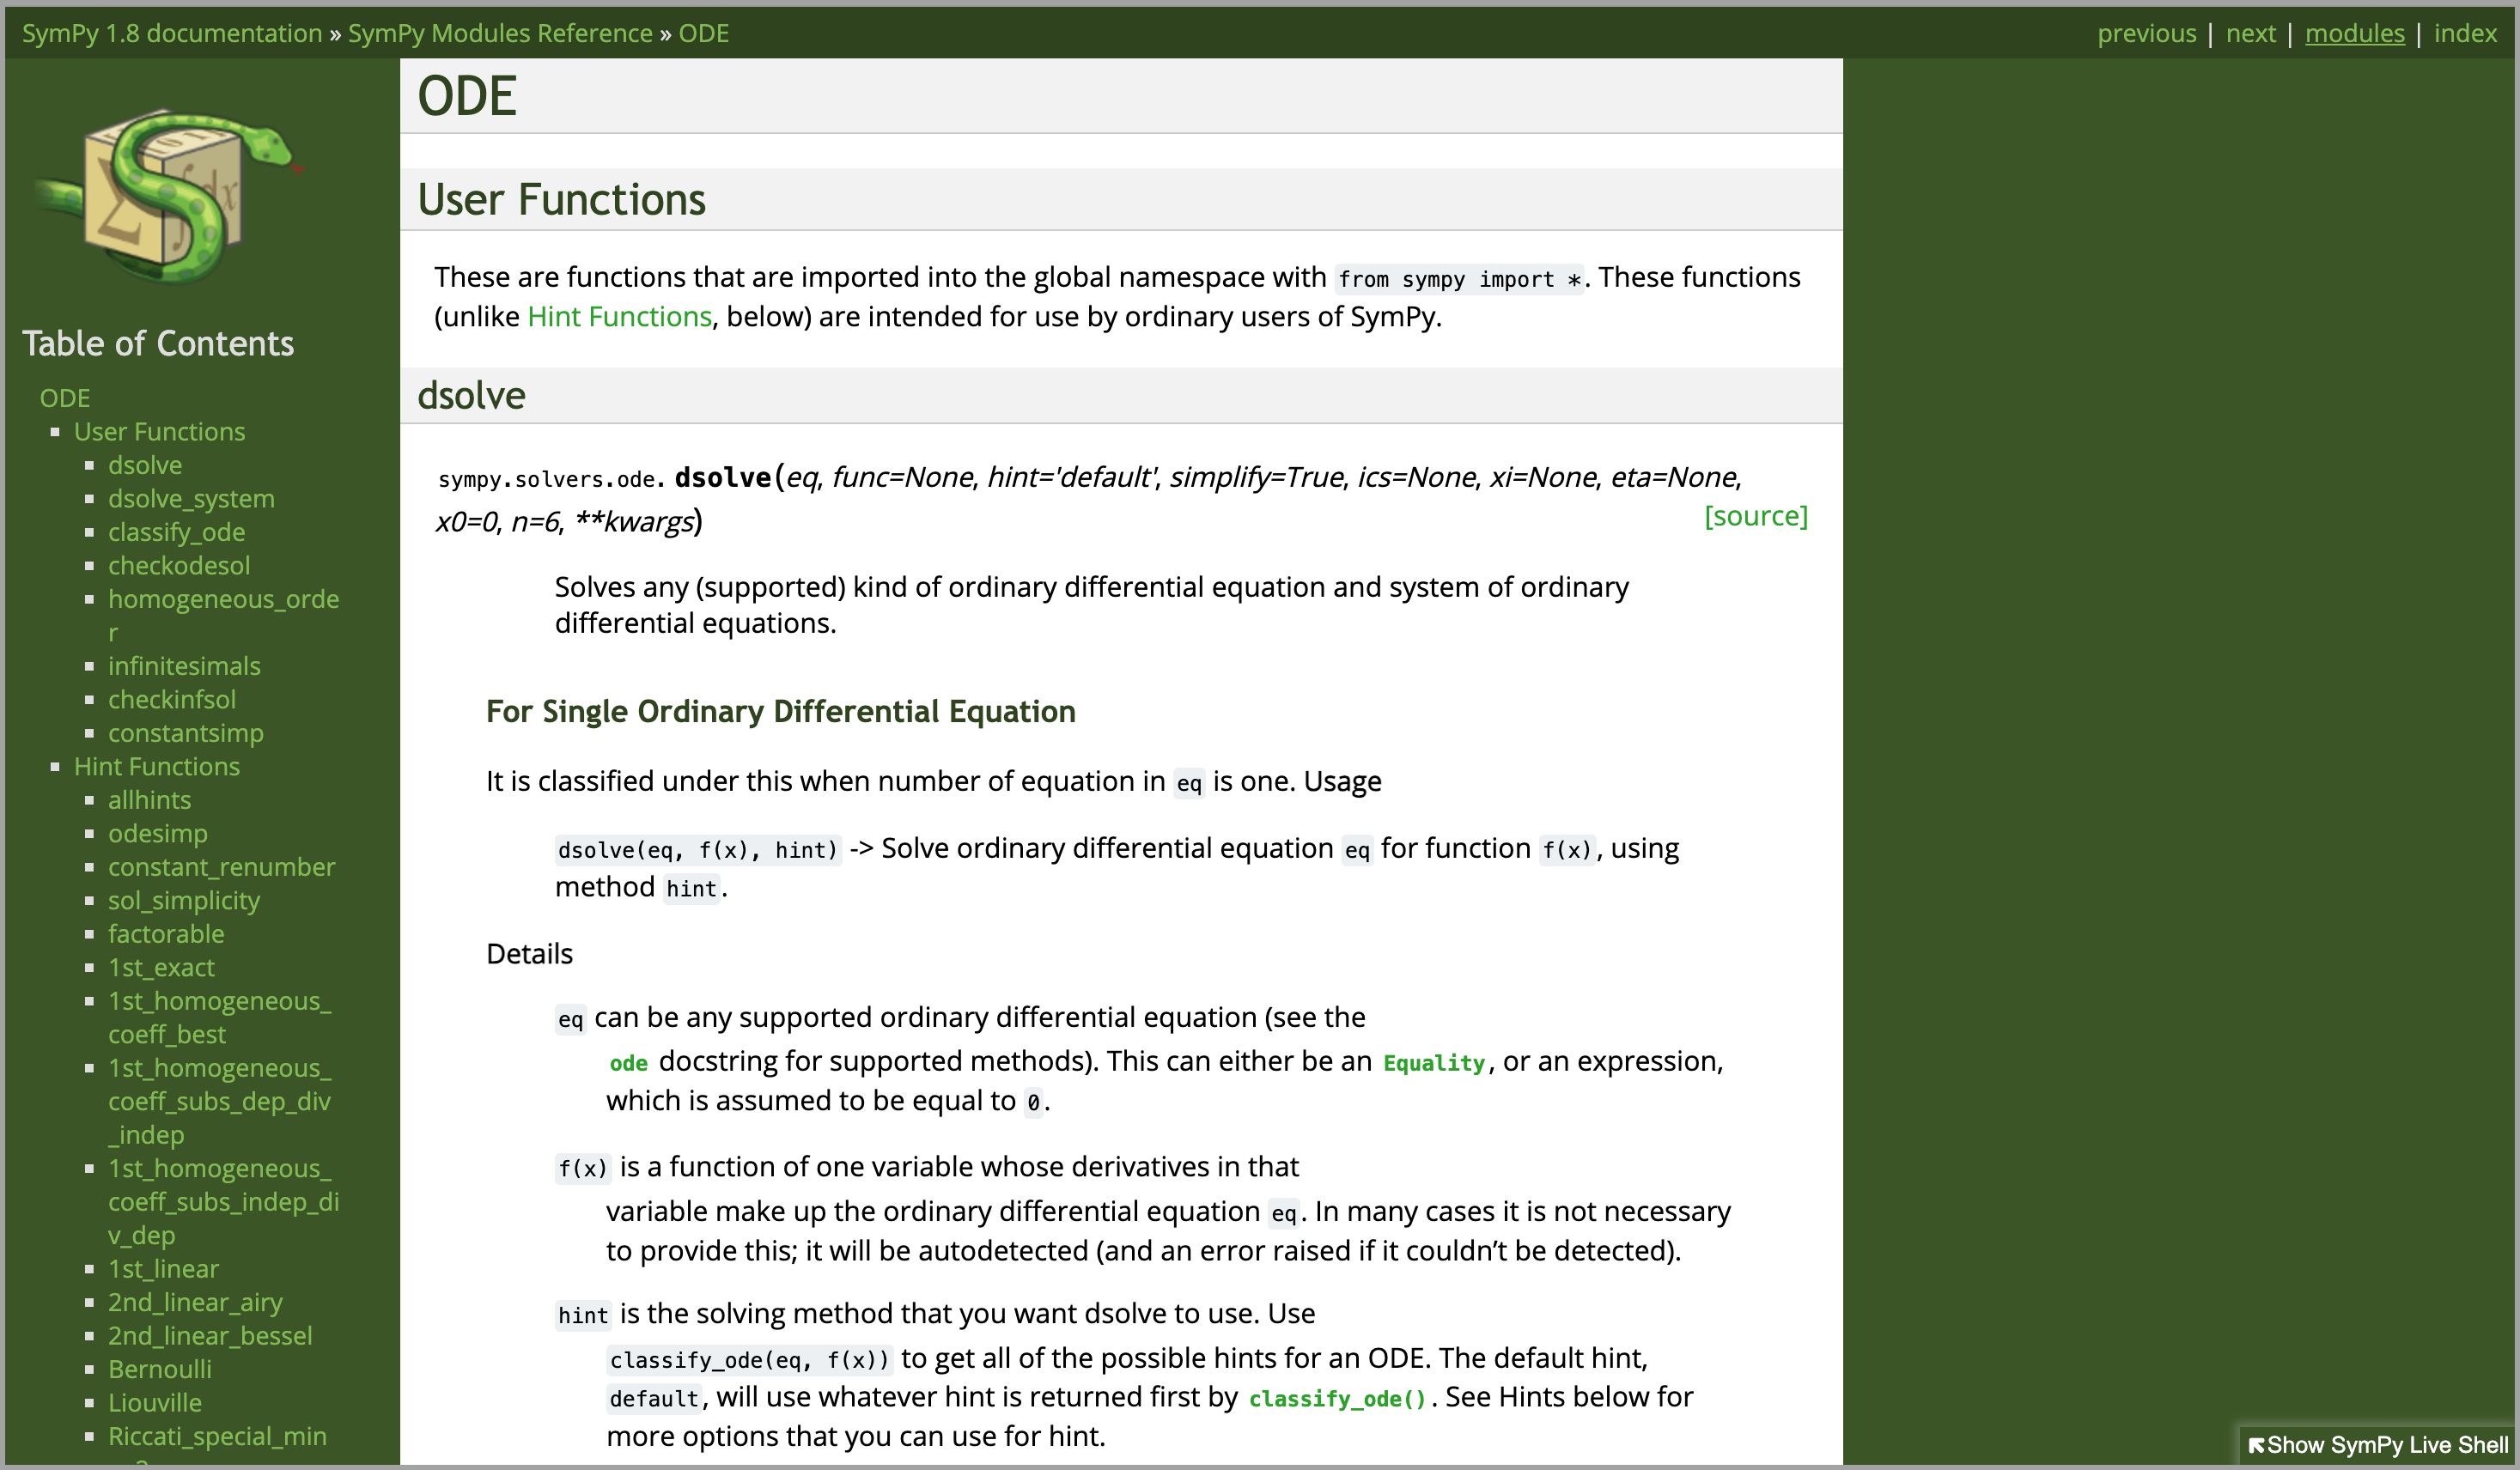 SymPy 1.8 documentation » SymPy Modules Reference » ODE
previous | next | modules | index
Table of Contents
ODE
User Functions
dsolve
dsolve_system
classify_ode
checkodesol
homogeneous_orde
r
infinitesimals
checkinfsol
constantsimp
Hint Functions
allhints
odesimp
constant_renumber
sol_simplicity
factorable
1st_exact
1st_homogeneous_
coeff_best
1st_homogeneous_
coeff_subs_dep_div
_indep
1st_homogeneous_
coeff_subs_indep_di
v_dep
1st_linear
2nd_linear_airy
2nd_linear_bessel
Bernoulli
Liouville
Riccati_special_min
ODE
User Functions
These are functions that are imported into the global namespace with from sympy import *. These functions
(unlike Hint Functions, below) are intended for use by ordinary users of SymPy.
dsolve
sympy.solvers.ode.dsolve(eq, func=None, hint='default', simplify=True, ics=None, xi=None, eta=None,
x0=0, n=6, **kwargs) [source]
Solves any (supported) kind of ordinary differential equation and system of ordinary
differential equations.
For Single Ordinary Differential Equation
It is classified under this when number of equation in eq is one. Usage
dsolve(eq, f(x), hint) -> Solve ordinary differential equation eq for function f(x), using
method hint.
Details
eq can be any supported ordinary differential equation (see the
ode docstring for supported methods). This can either be an Equality, or an expression,
which is assumed to be equal to 0.
f(x) is a function of one variable whose derivatives in that
variable make up the ordinary differential equation eq. In many cases it is not necessary
to provide this; it will be autodetected (and an error raised if it couldn’t be detected).
hint is the solving method that you want dsolve to use. Use
classify_ode(eq, f(x)) to get all of the possible hints for an ODE. The default hint,
default, will use whatever hint is returned first by classify_ode(). See Hints below for
more options that you can use for hint.
Show SymPy Live Shell